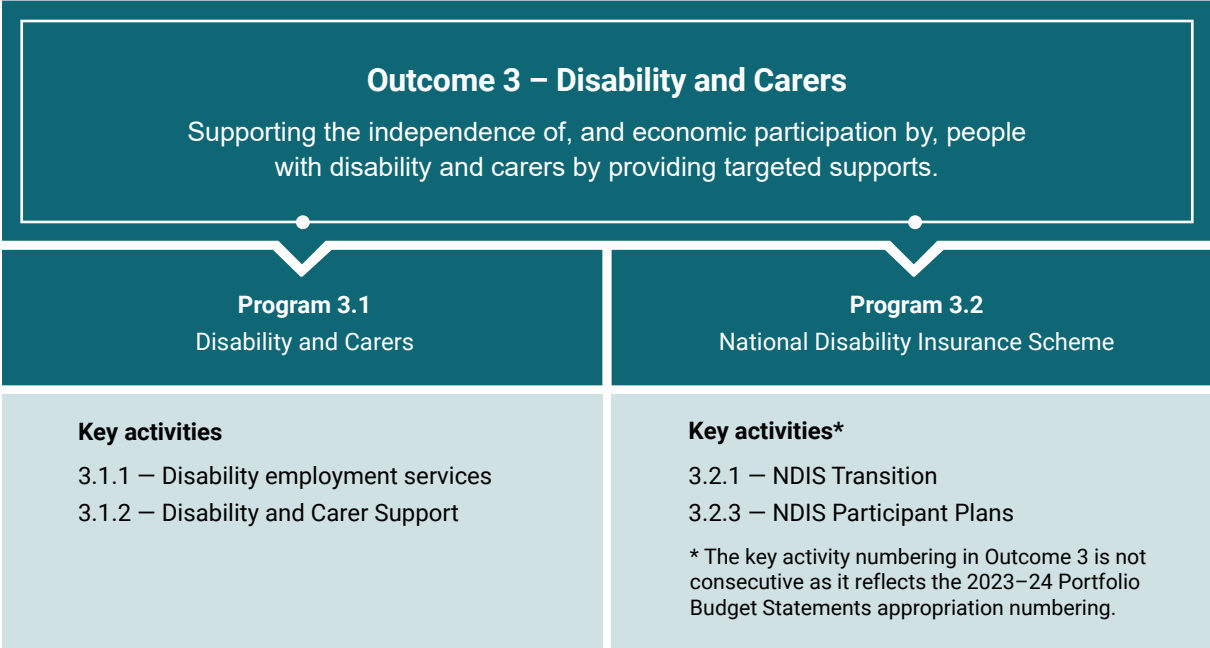 Outcome 3 – Disability and Carers
Supporting the independence of, and economic participation by, people
with disability and carers by providing targeted supports.
Program 3.1
Disability and Carers
Key activities
3.1.1 — Disability employment services
3.1.2 — Disability and Carer Support
Program 3.2
National Disability Insurance Scheme
Key activities*
3.2.1 — NDIS Transition
3.2.3 — NDIS Participant Plans
* The key activity numbering in Outcome 3 is not
consecutive as it reflects the 2023–24 Portfolio
Budget Statements appropriation numbering.